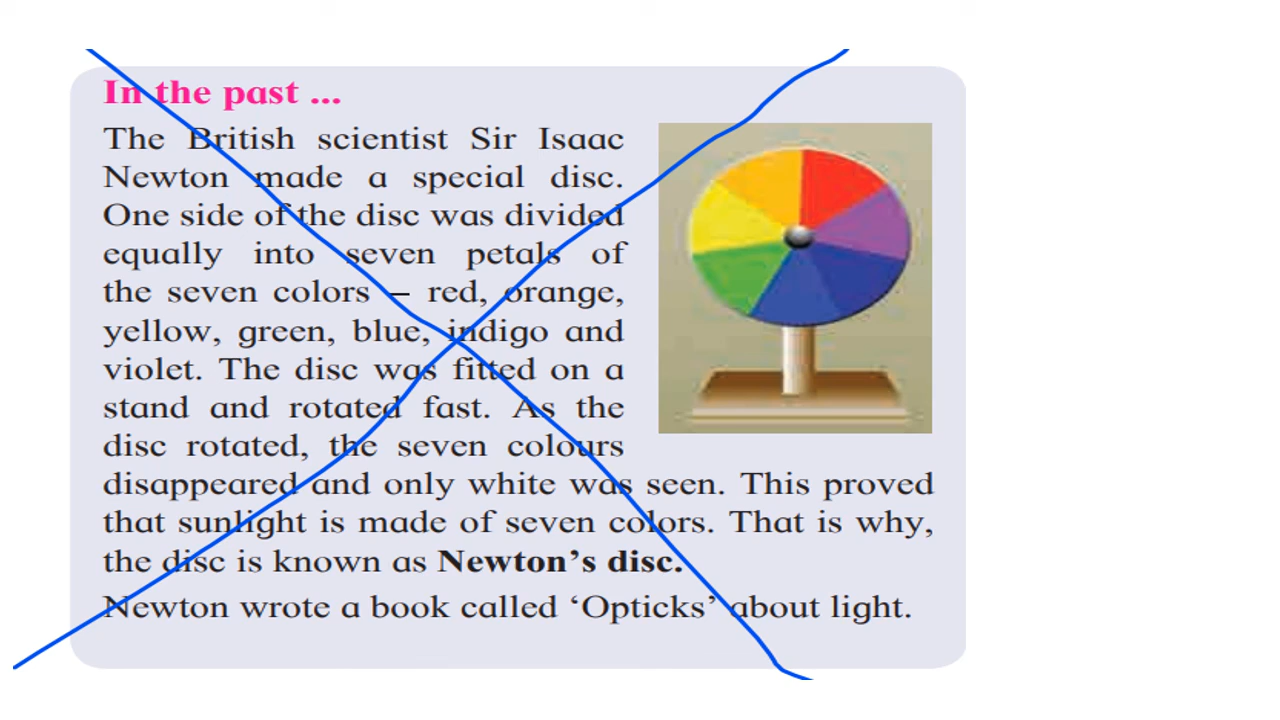 In the past ...
The British scientist Sir Isaac
Newton made a special disc.
One side of the disc was divided
equally into seven petals of
the seven colors – red, orange,
yellow, green, blue, indigo and
violet. The disc was fitted on a
stand and rotated fast. As the
disc rotated, the seven colours
disappeared and only white was seen. This proved
that sunlight is made of seven colors. That is why,
the disc is known as Newton’s disc.
Newton wrote a book called ‘Opticks’ about light.